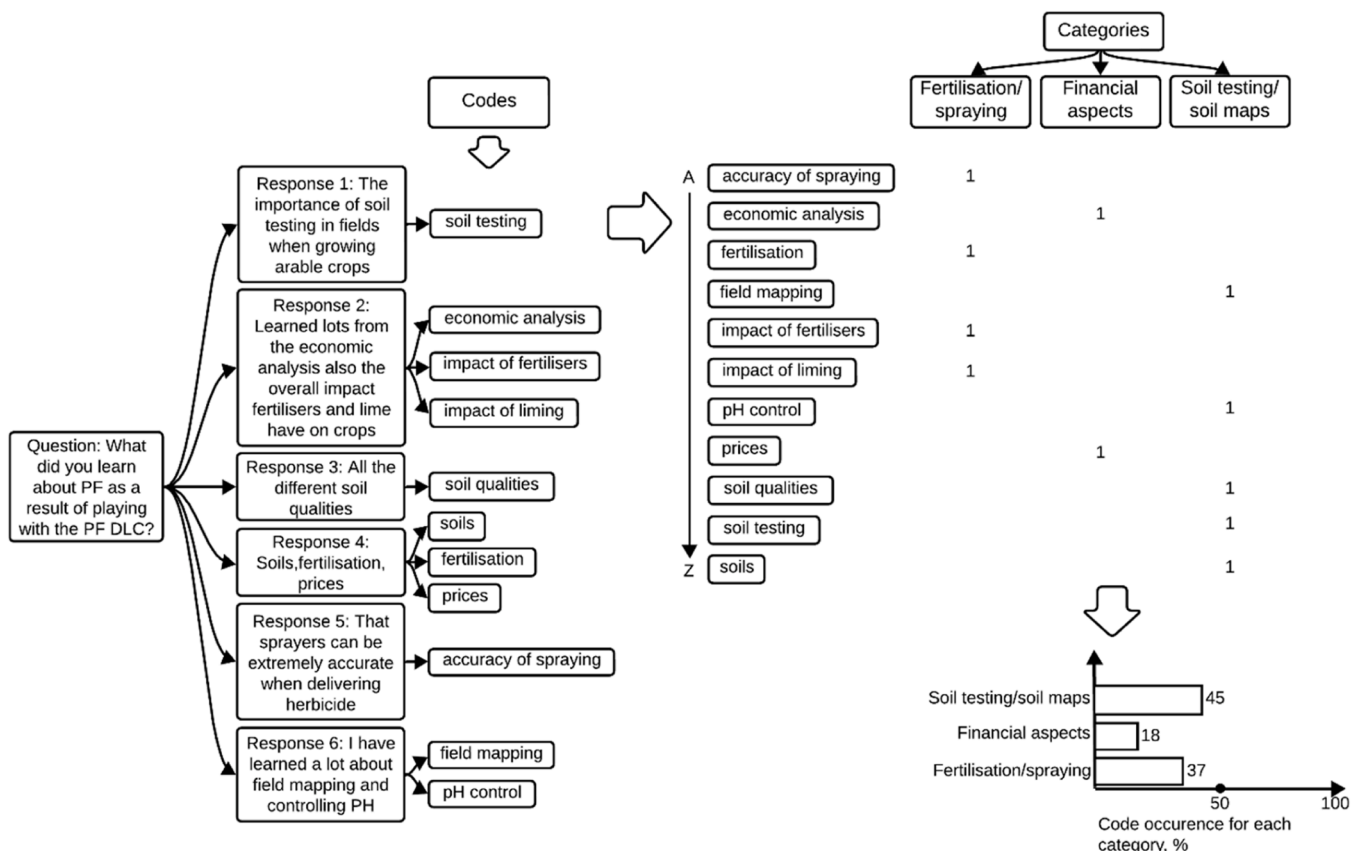 Question: What
did you learn
about PF as a
result of playing
with the PF DLC?
Codes
Response 1: The
importance of soil
testing in fields
when growing
arable crops
soil testing
Response 2:
Learned lots from
the economic
analysis also the
overall impact
fertilisers and lime
have on crops
economic analysis
impact of fertilisers
impact of liming
Response 3: All the
different soil
qualities
soil qualities
Response 4:
Soils,fertilisation,
prices
soils
fertilisation
prices
Response 5: That
sprayers can be
extremely accurate
when delivering
herbicide
accuracy of spraying
Response 6: I have
learned a lot about
field mapping and
controlling PH
field mapping
pH control
Categories
Fertilisation/
spraying
Financial
aspects
Soil testing/
soil maps
A
accuracy of spraying 1
economic analysis 1
fertilisation 1
field mapping 1
impact of fertilisers 1
impact of liming 1
pH control 1
prices 1
soil qualities 1
soil testing 1
Z soils 1
Soil testing/soil maps 45
Financial aspects 18
Fertilisation/spraying 37
50 100
Code occurence for each
category, %